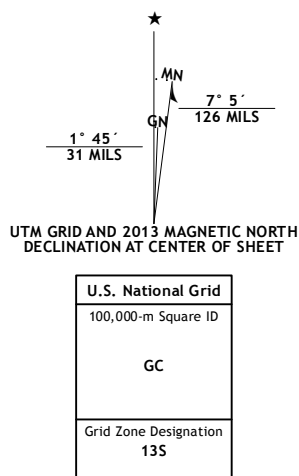 ★
MN
GN
7° 5´
126 MILS
1° 45´
31 MILS
UTM GRID AND 2013 MAGNETIC NORTH
DECLINATION AT CENTER OF SHEET
U.S. National Grid
100,000-m Square ID
GC
Grid Zone Designation
13S